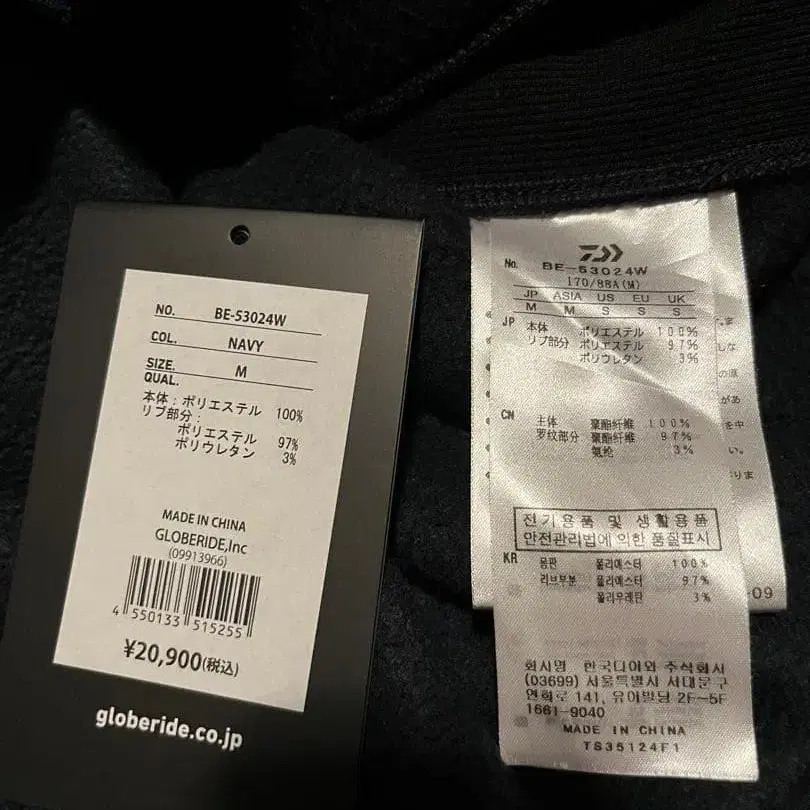 NO. BE-53024W
COL. NAVY
SIZE. M
QUAL.
本体：ポリエステル 100%
リブ部分：
ポリエステル 97%
ポリウレタン 3%
MADE IN CHINA
GLOBERIDE,Inc
(09913966)
4 550133 515255
¥20,900(税込)
globeride.co.jp
No. BE-53024W
170/88A(M)
JP ASIA US EU UK
M M S S S
JP 本体 ポリエステル 100%
リブ部分 ポリエステル 97%
ポリウレタン 3%
CN 主体 聚酯纤维 100%
罗纹部分 聚酯纤维 97%
氨纶 3%
전기용품 및 생활용품
안전관리법에 의한 품질표시
KR 몸판 폴리에스터 100%
리브부분 폴리에스터 97%
폴리우레탄 3%
회사명 한국다이와 주식회사
(03699) 서울특별시 서대문구
연희로 141, 유아빌딩 2F~5F
1661-9040
MADE IN CHINA
TS35124F1
-09